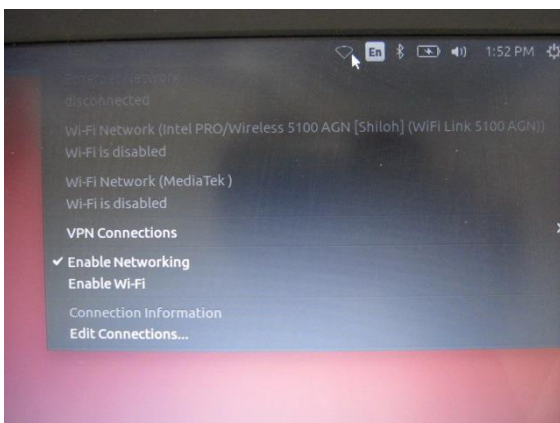 En 1:52 PM
Ethernet Network
disconnected
Wi-Fi Network (Intel PRO/Wireless 5100 AGN [Shiloh] (WiFi Link 5100 AGN))
Wi-Fi is disabled
Wi-Fi Network (MediaTek )
Wi-Fi is disabled
VPN Connections
Enable Networking
Enable Wi-Fi
Connection Information
Edit Connections...